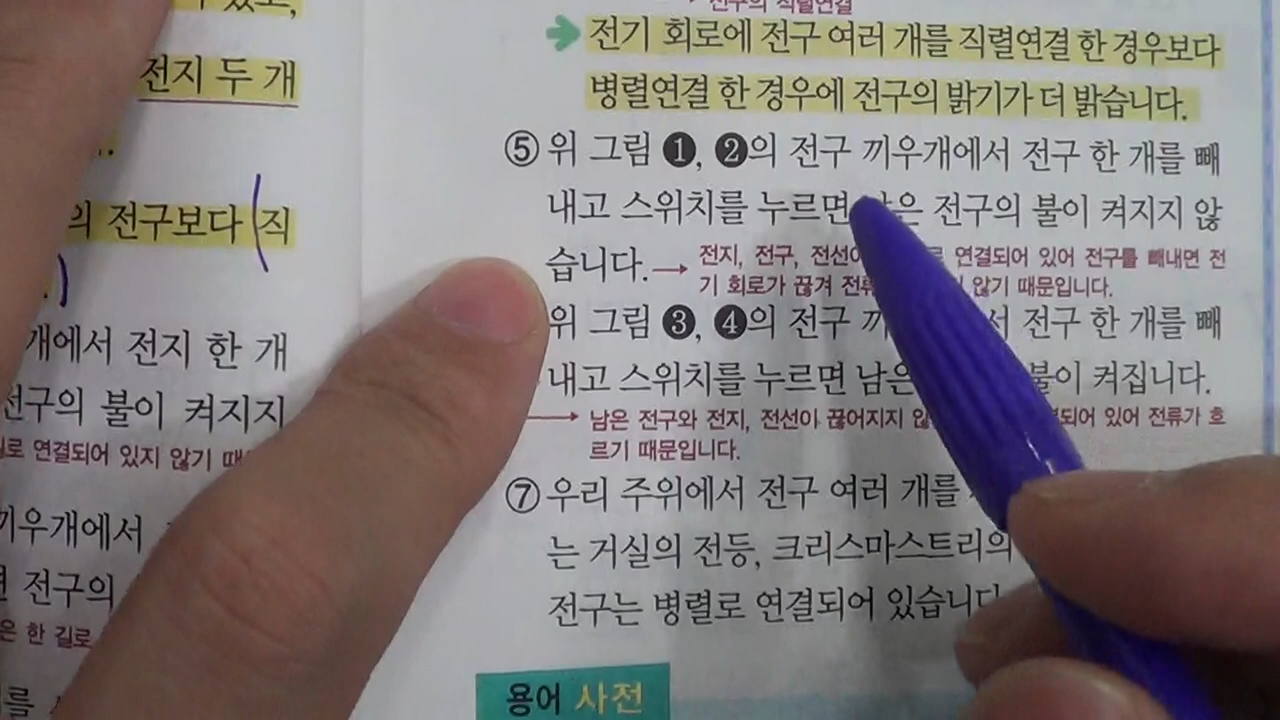 전지 두 개
의 전구보다 (직
)
개에서 전지 한 개
전구의 불이 켜지지
로 연결되어 있지 않기 때
끼우개에서
면 전구의
은 한 길로
를
전구의 직렬연결
전기 회로에 전구 여러 개를 직렬연결 한 경우보다
병렬연결 한 경우에 전구의 밝기가 더 밝습니다.
⑤ 위 그림 ❶, ❷의 전구 끼우개에서 전구 한 개를 빼
내고 스위치를 누르면 남은 전구의 불이 켜지지 않
습니다. → 전지, 전구, 전선이 연결되어 있어 전구를 빼내면 전
기 회로가 끊겨 전류 않기 때문입니다.
위 그림 ❸, ❹의 전구 끼 서 전구 한 개를 빼
내고 스위치를 누르면 남은 불이 켜집니다.
→ 남은 전구와 전지, 전선이 끊어지지 않 되어 있어 전류가 흐
르기 때문입니다.
⑦ 우리 주위에서 전구 여러 개를
는 거실의 전등, 크리스마스트리의
전구는 병렬로 연결되어 있습니다
용어 사전